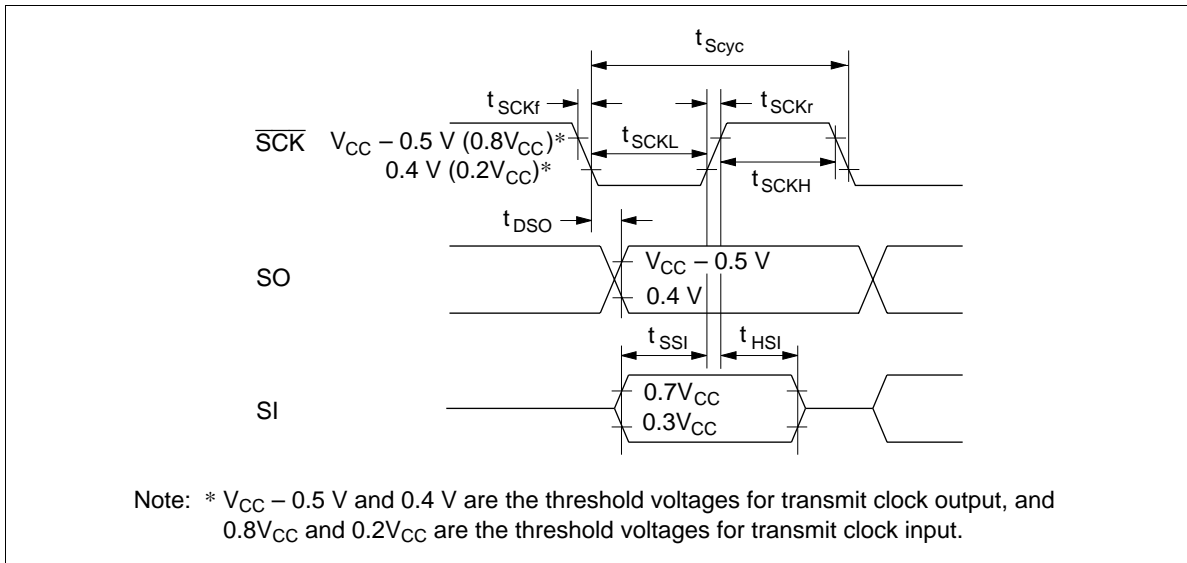 tScyc
tSCKf
tSCKr
SCK VCC – 0.5 V (0.8VCC)*
tSCKL
0.4 V (0.2VCC)*
tSCKH
tDSO
SO
VCC – 0.5 V
0.4 V
tSSI
tHSI
SI
0.7VCC
0.3VCC
Note: * VCC – 0.5 V and 0.4 V are the threshold voltages for transmit clock output, and
0.8VCC and 0.2VCC are the threshold voltages for transmit clock input.